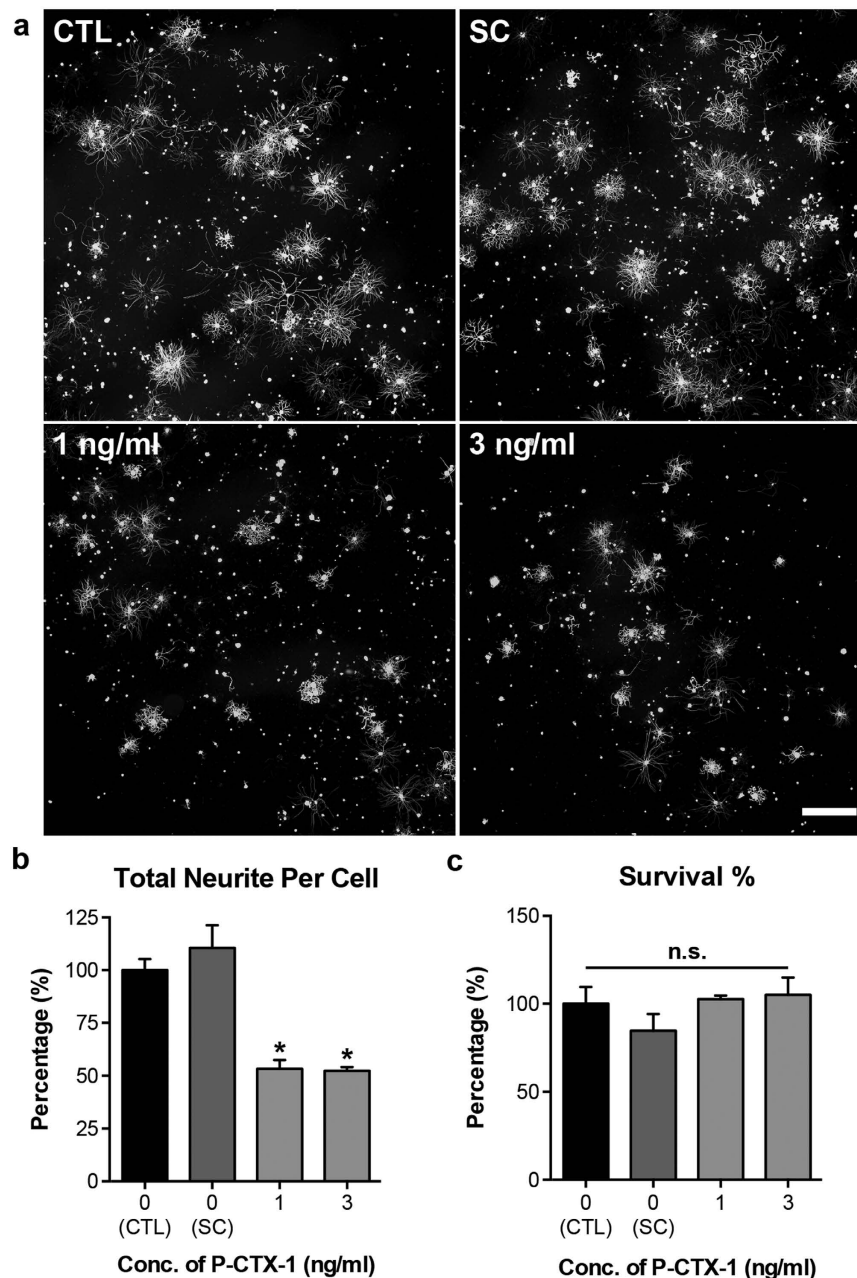 a
CTL
SC
1 ng/ml
3 ng/ml
b
Total Neurite Per Cell
Percentage (%)
125
100
75
50
25
0
*
*
0
(CTL)
0
(SC)
1
3
Conc. of P-CTX-1 (ng/ml)
c
Survival %
Percentage (%)
150
100
50
0
n.s.
0
(CTL)
0
(SC)
1
3
Conc. of P-CTX-1 (ng/ml)